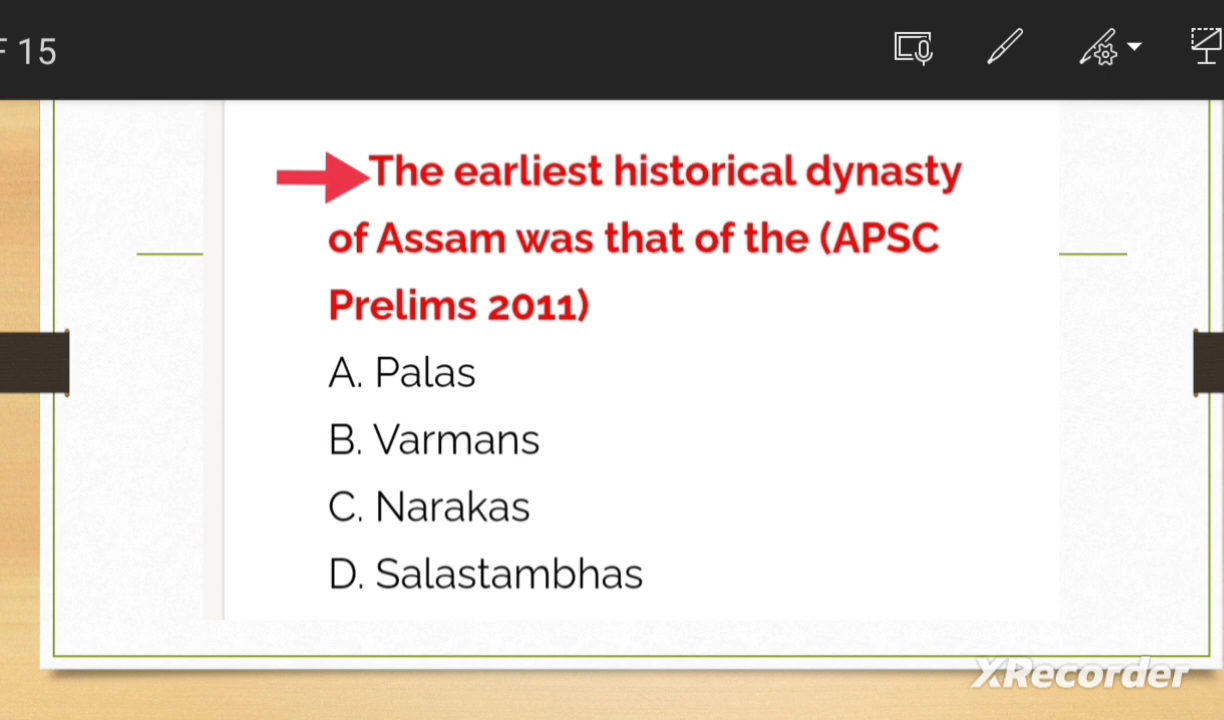 15
The earliest historical dynasty
of Assam was that of the (APSC
Prelims 2011)
A. Palas
B. Varmans
C. Narakas
D. Salastambhas
XRecorder